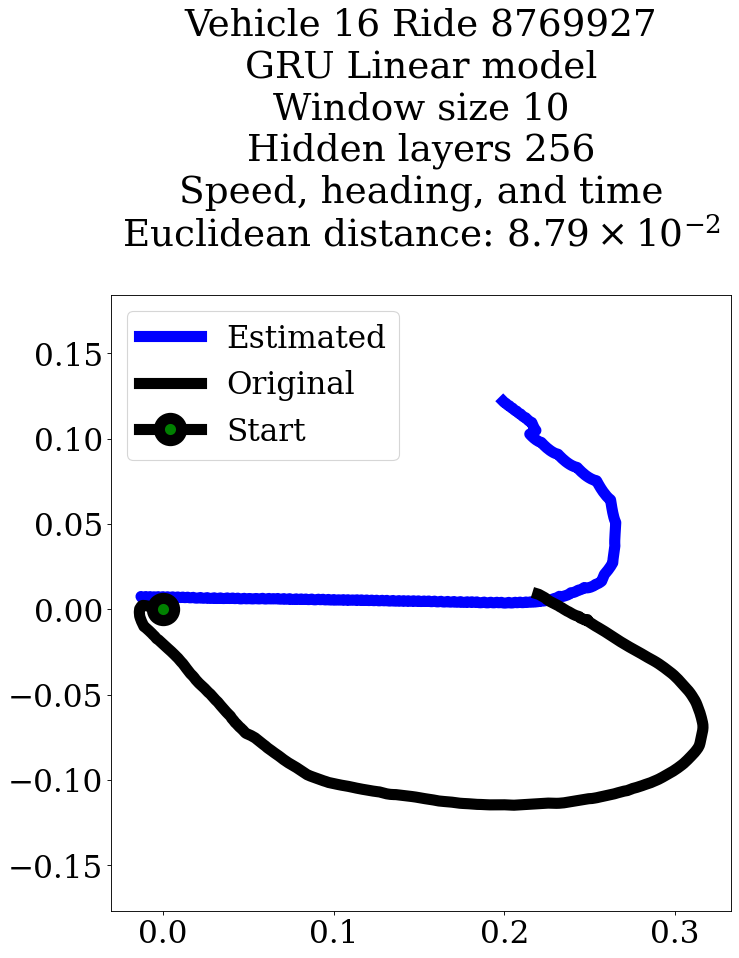 Vehicle 16 Ride 8769927
GRU Linear model
Window size 10
Hidden layers 256
Speed, heading, and time
Euclidean distance: 8.79 × 10⁻²
Estimated
Original
Start
0.15
0.10
0.05
0.00
−0.05
−0.10
−0.15
0.0 0.1 0.2 0.3